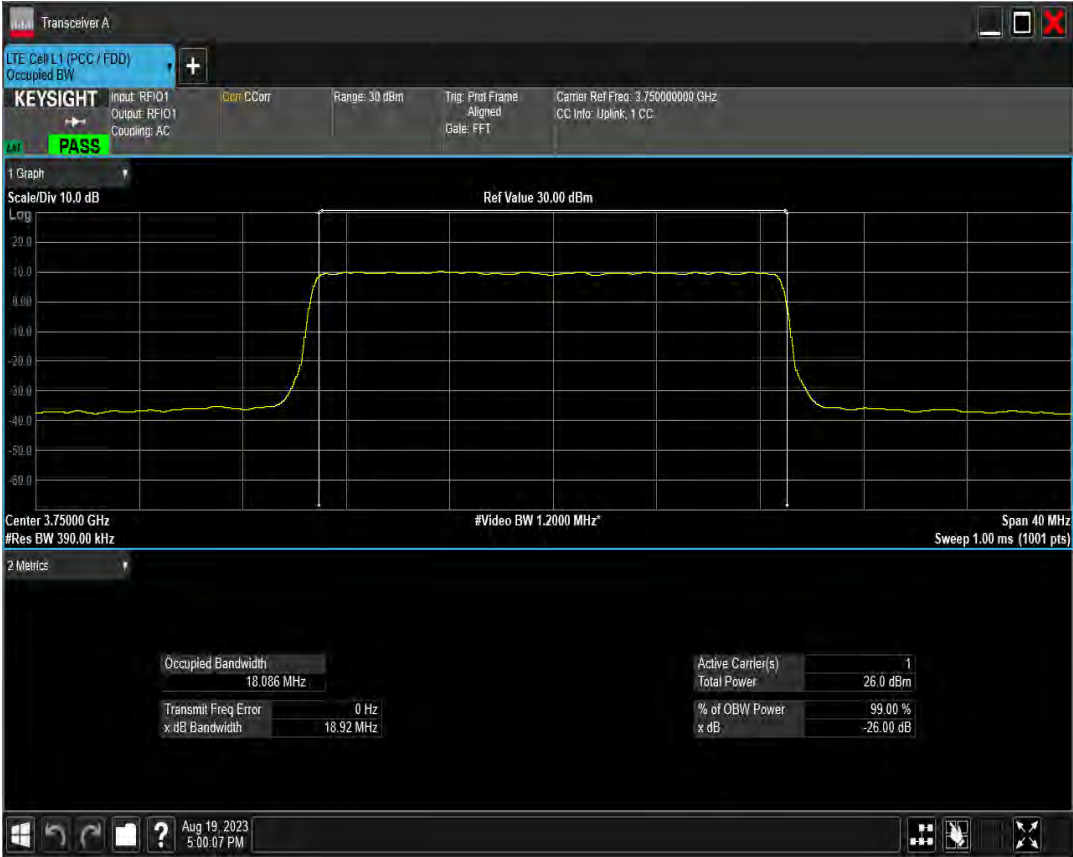 Transceiver A
LTE Cell L1 (PCC / FDD)
Occupied BW
+
KEYSIGHT
Input: RFIO1
Output: RFIO1
Coupling: AC
PASS
Corr CCorr
Range: 30 dBm
Trig: Prot Frame
Aligned
Gate: FFT
Carrier Ref Freq: 3.750000000 GHz
CC Info: Uplink, 1 CC
1 Graph
Scale/Div 10.0 dB
Ref Value 30.00 dBm
Log
20.0
10.0
0.00
-10.0
-20.0
-30.0
-40.0
-50.0
-60.0
Center 3.75000 GHz
#Video BW 1.2000 MHz*
Span 40 MHz
#Res BW 390.00 kHz
Sweep 1.00 ms (1001 pts)
2 Metrics
Occupied Bandwidth
18.086 MHz
Transmit Freq Error 0 Hz
x dB Bandwidth 18.92 MHz
Active Carrier(s) 1
Total Power 26.0 dBm
% of OBW Power 99.00 %
x dB -26.00 dB
?
Aug 19, 2023
5:00:07 PM